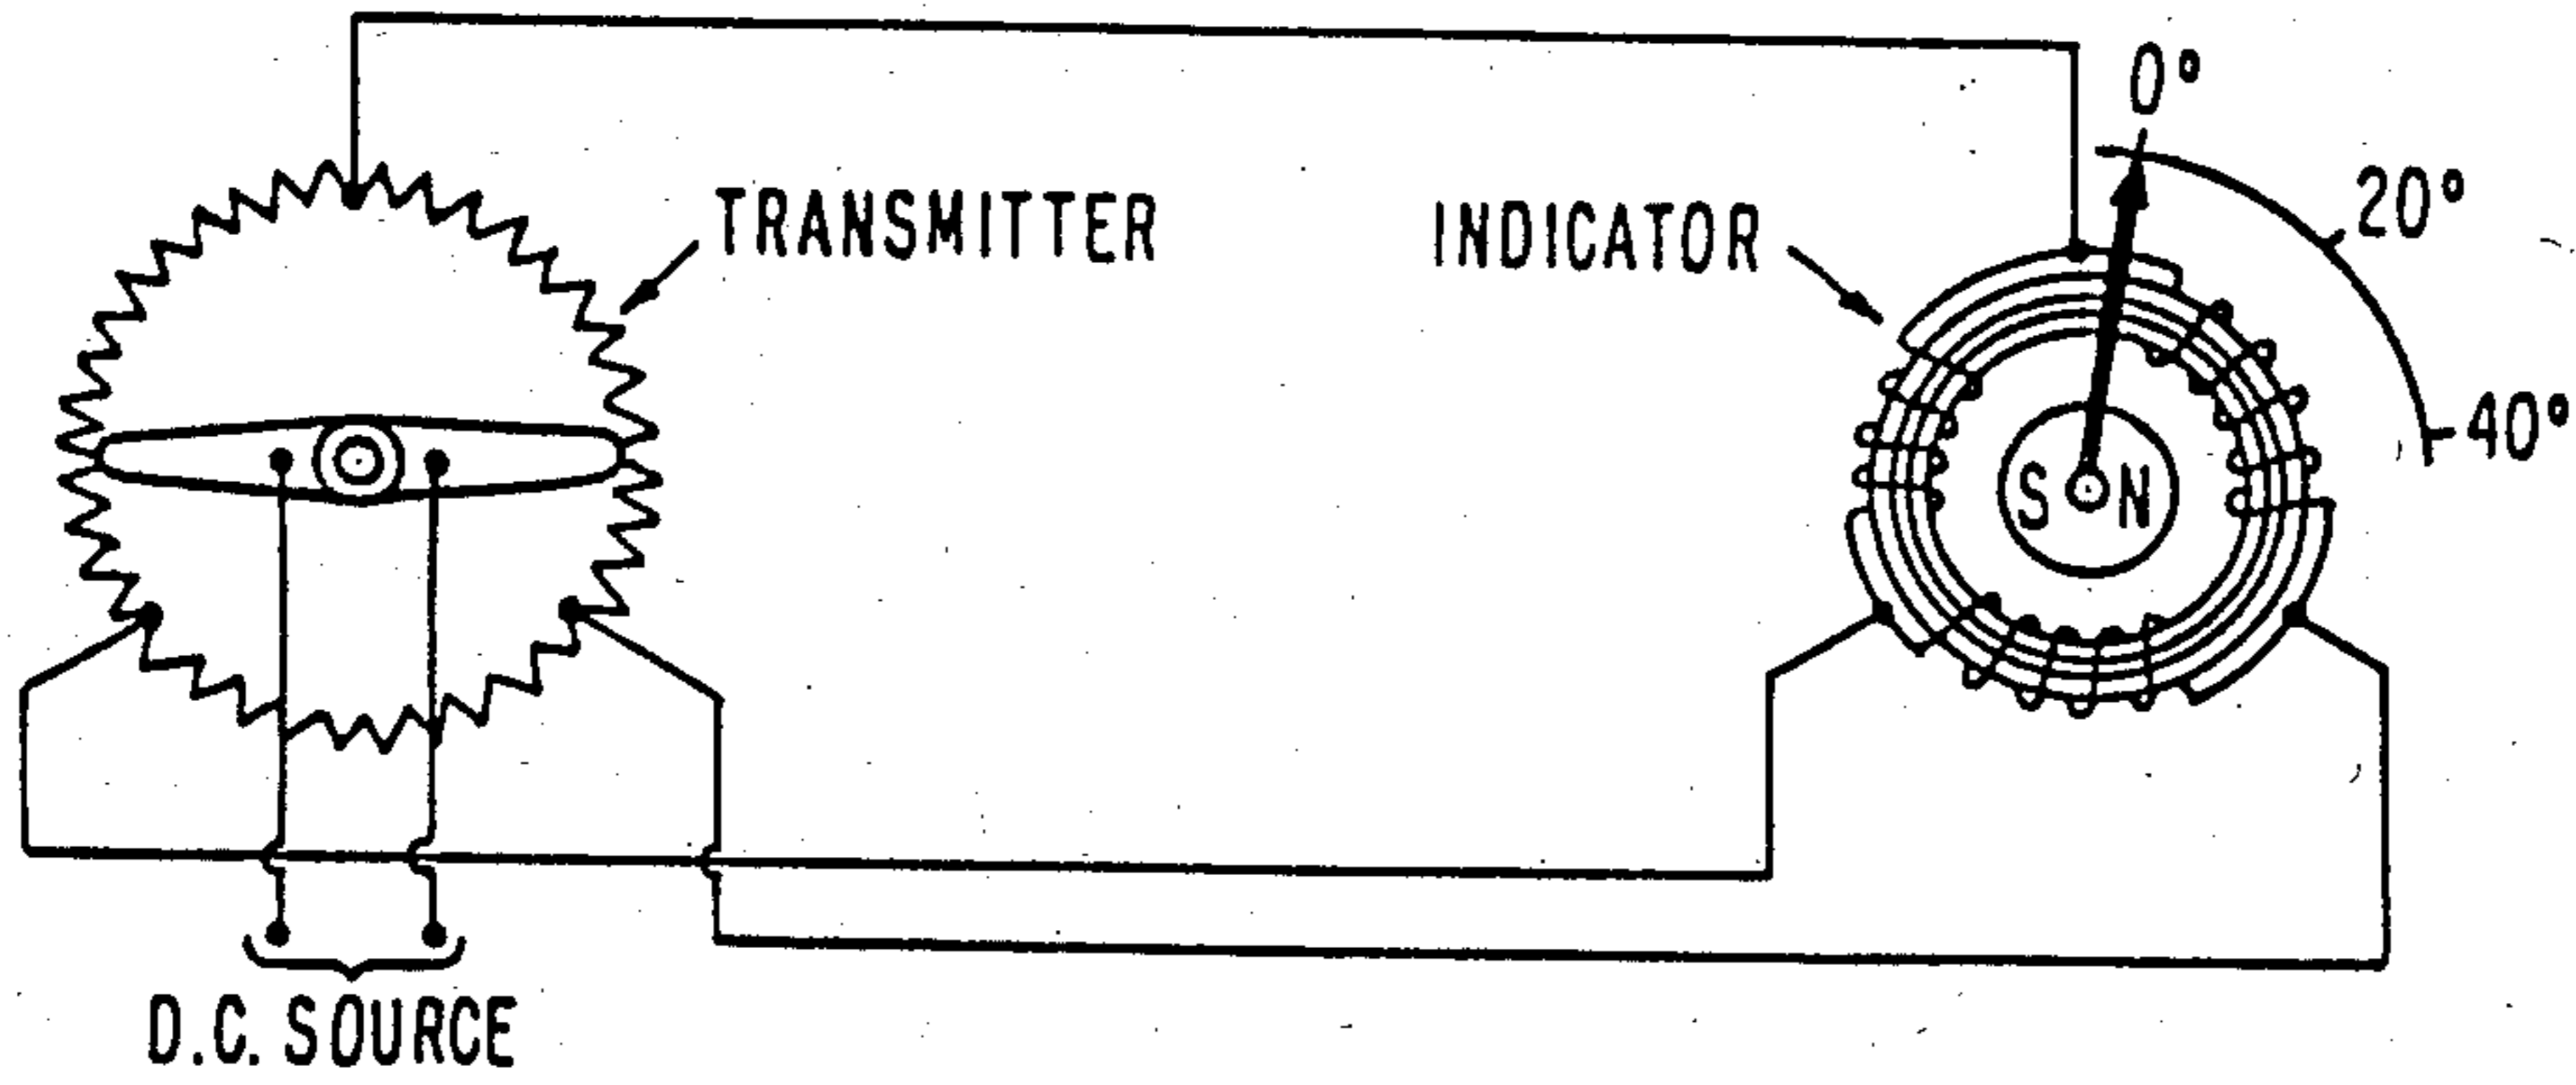 0°
TRANSMITTER
INDICATOR
20°
40°
S N
D.C. SOURCE